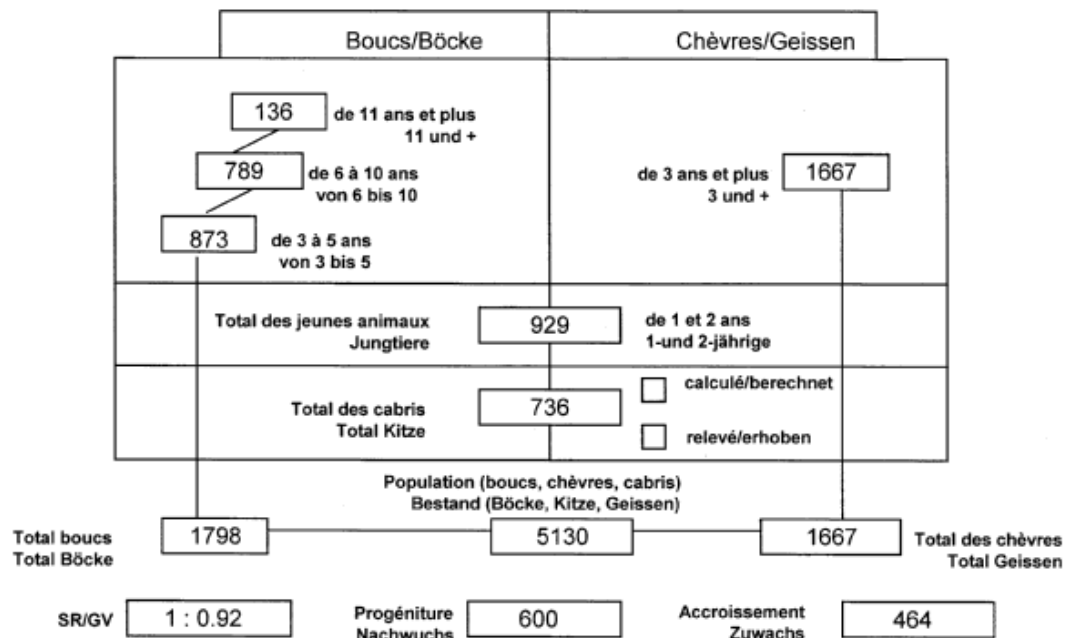 Boucs/Böcke Chèvres/Geissen
136 de 11 ans et plus
11 und +
789 de 6 à 10 ans
von 6 bis 10
de 3 ans et plus 1667
3 und +
873 de 3 à 5 ans
von 3 bis 5
Total des jeunes animaux 929 de 1 et 2 ans
Jungtiere 1-und 2-jährige
Total des cabris 736 calculé/berechnet
Total Kitze relevé/erhoben
Population (boucs, chèvres, cabris)
Bestand (Böcke, Kitze, Geissen)
Total boucs 1798 5130 1667 Total des chèvres
Total Böcke Total Geissen
SR/GV 1 : 0.92 Progéniture 600 Accroissement 464
Nachwuchs Zuwachs